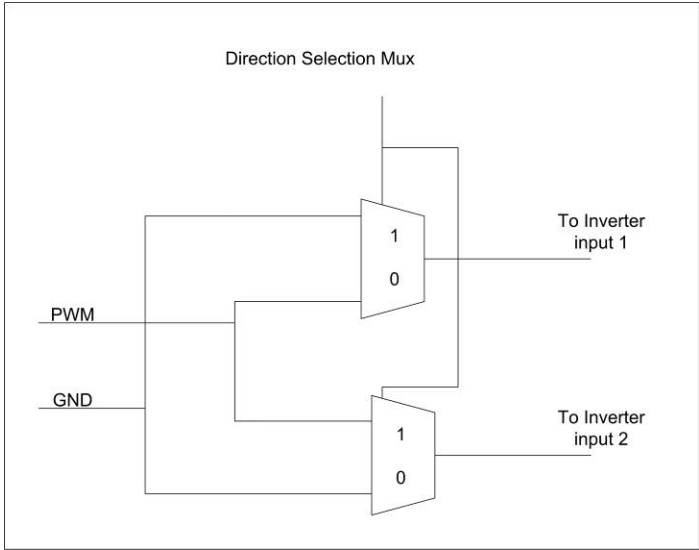 Direction Selection Mux
1
0
To Inverter
input 1
PWM
GND
1
0
To Inverter
input 2